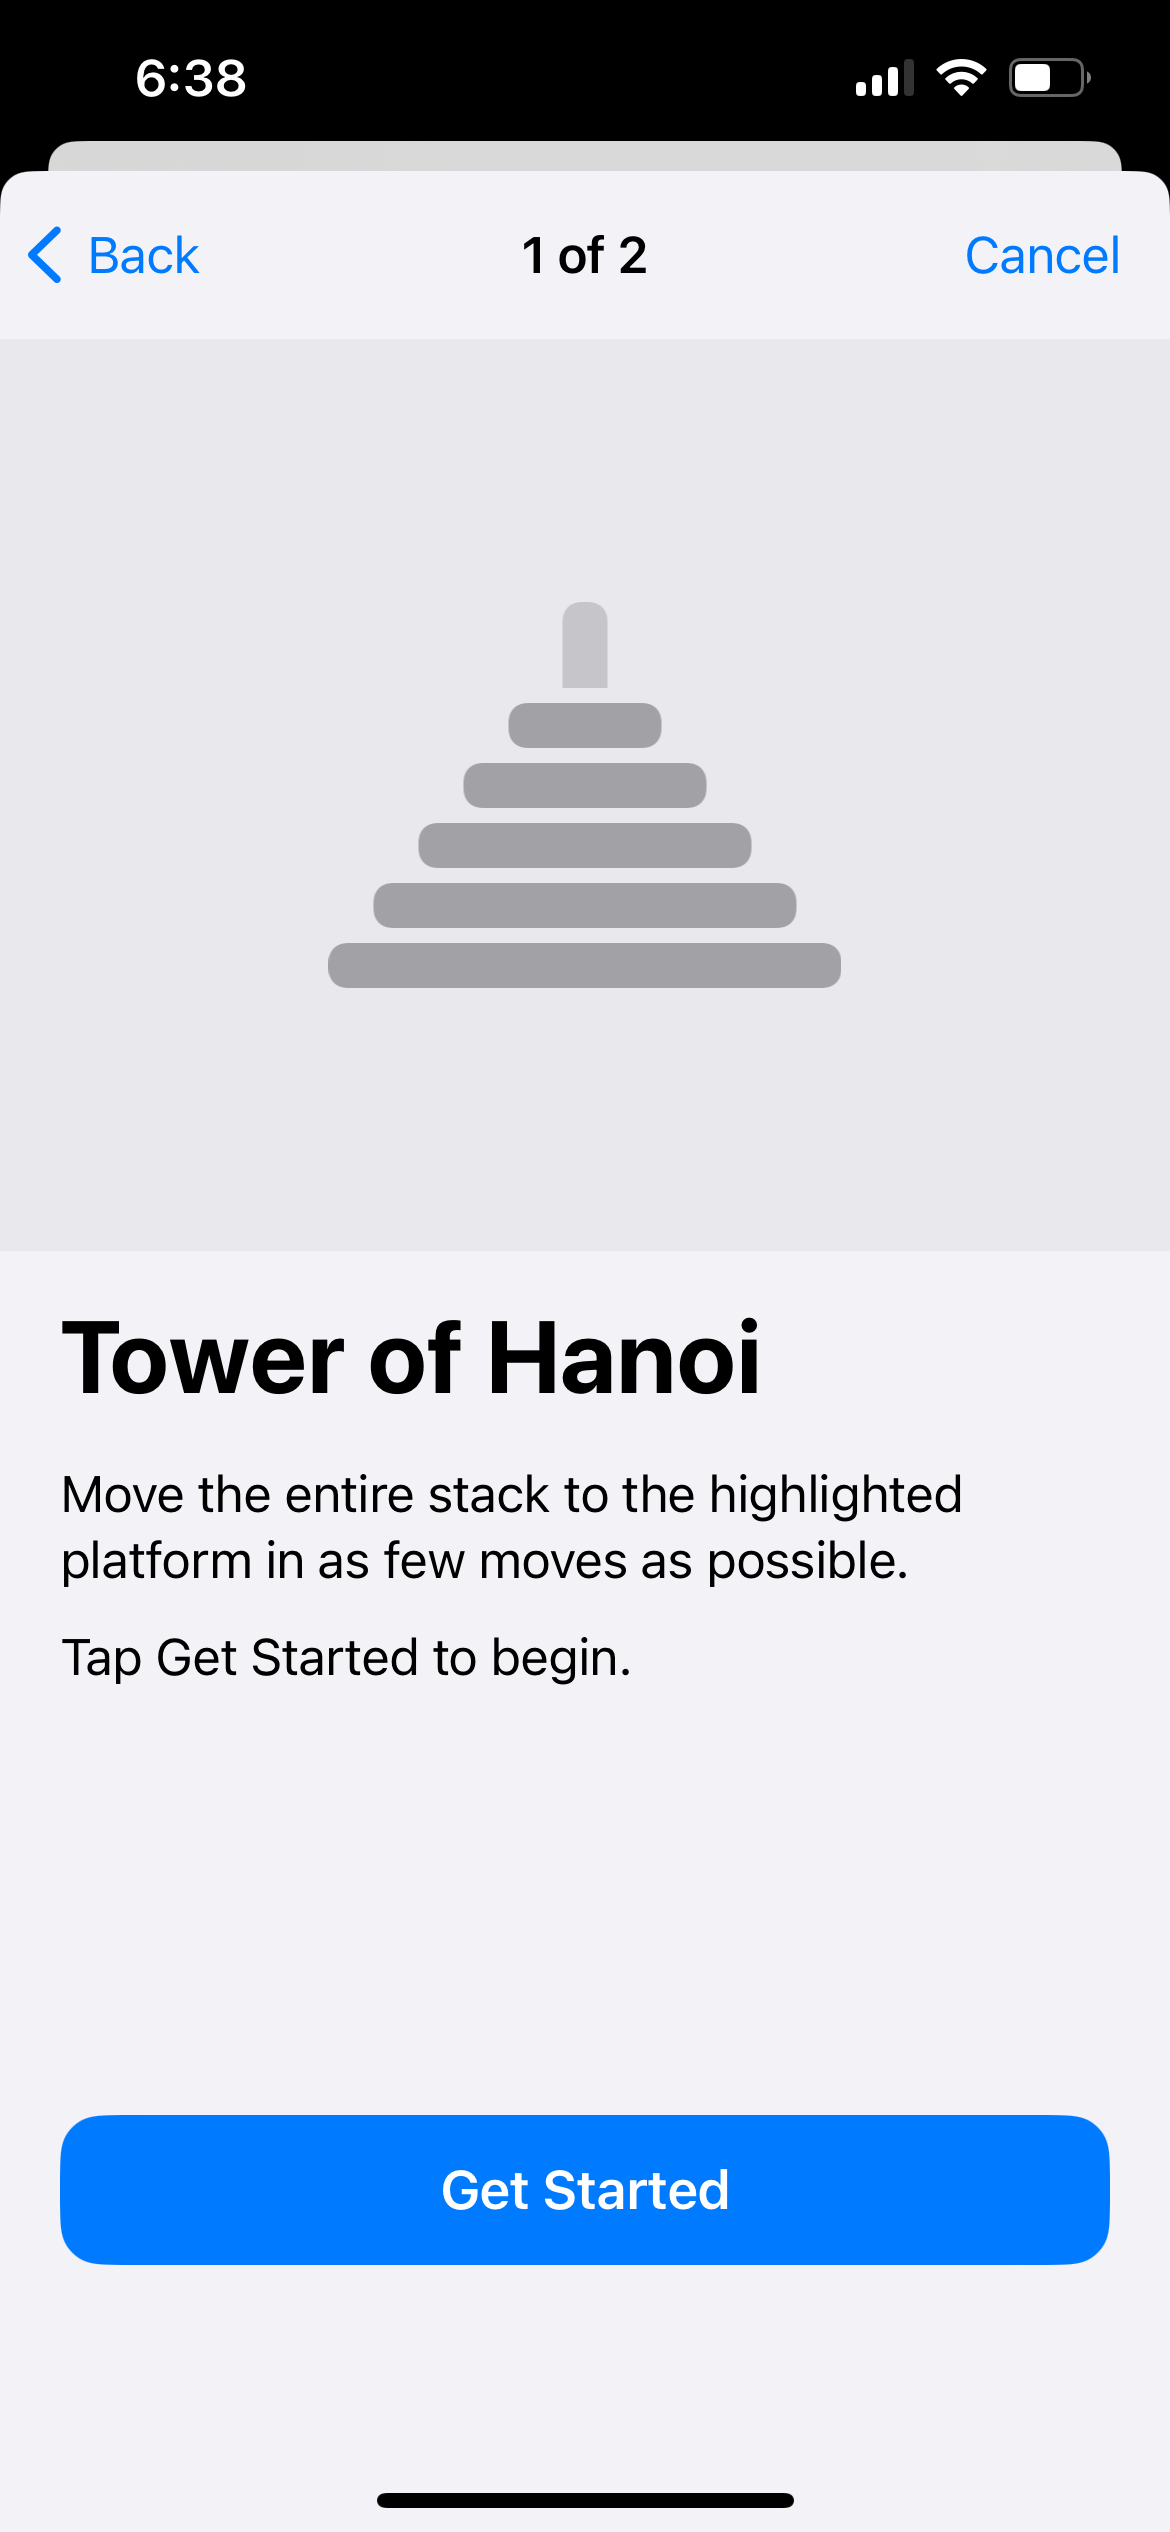 6:38
Back
1 of 2
Cancel
Tower of Hanoi
Move the entire stack to the highlighted
platform in as few moves as possible.
Tap Get Started to begin.
Get Started